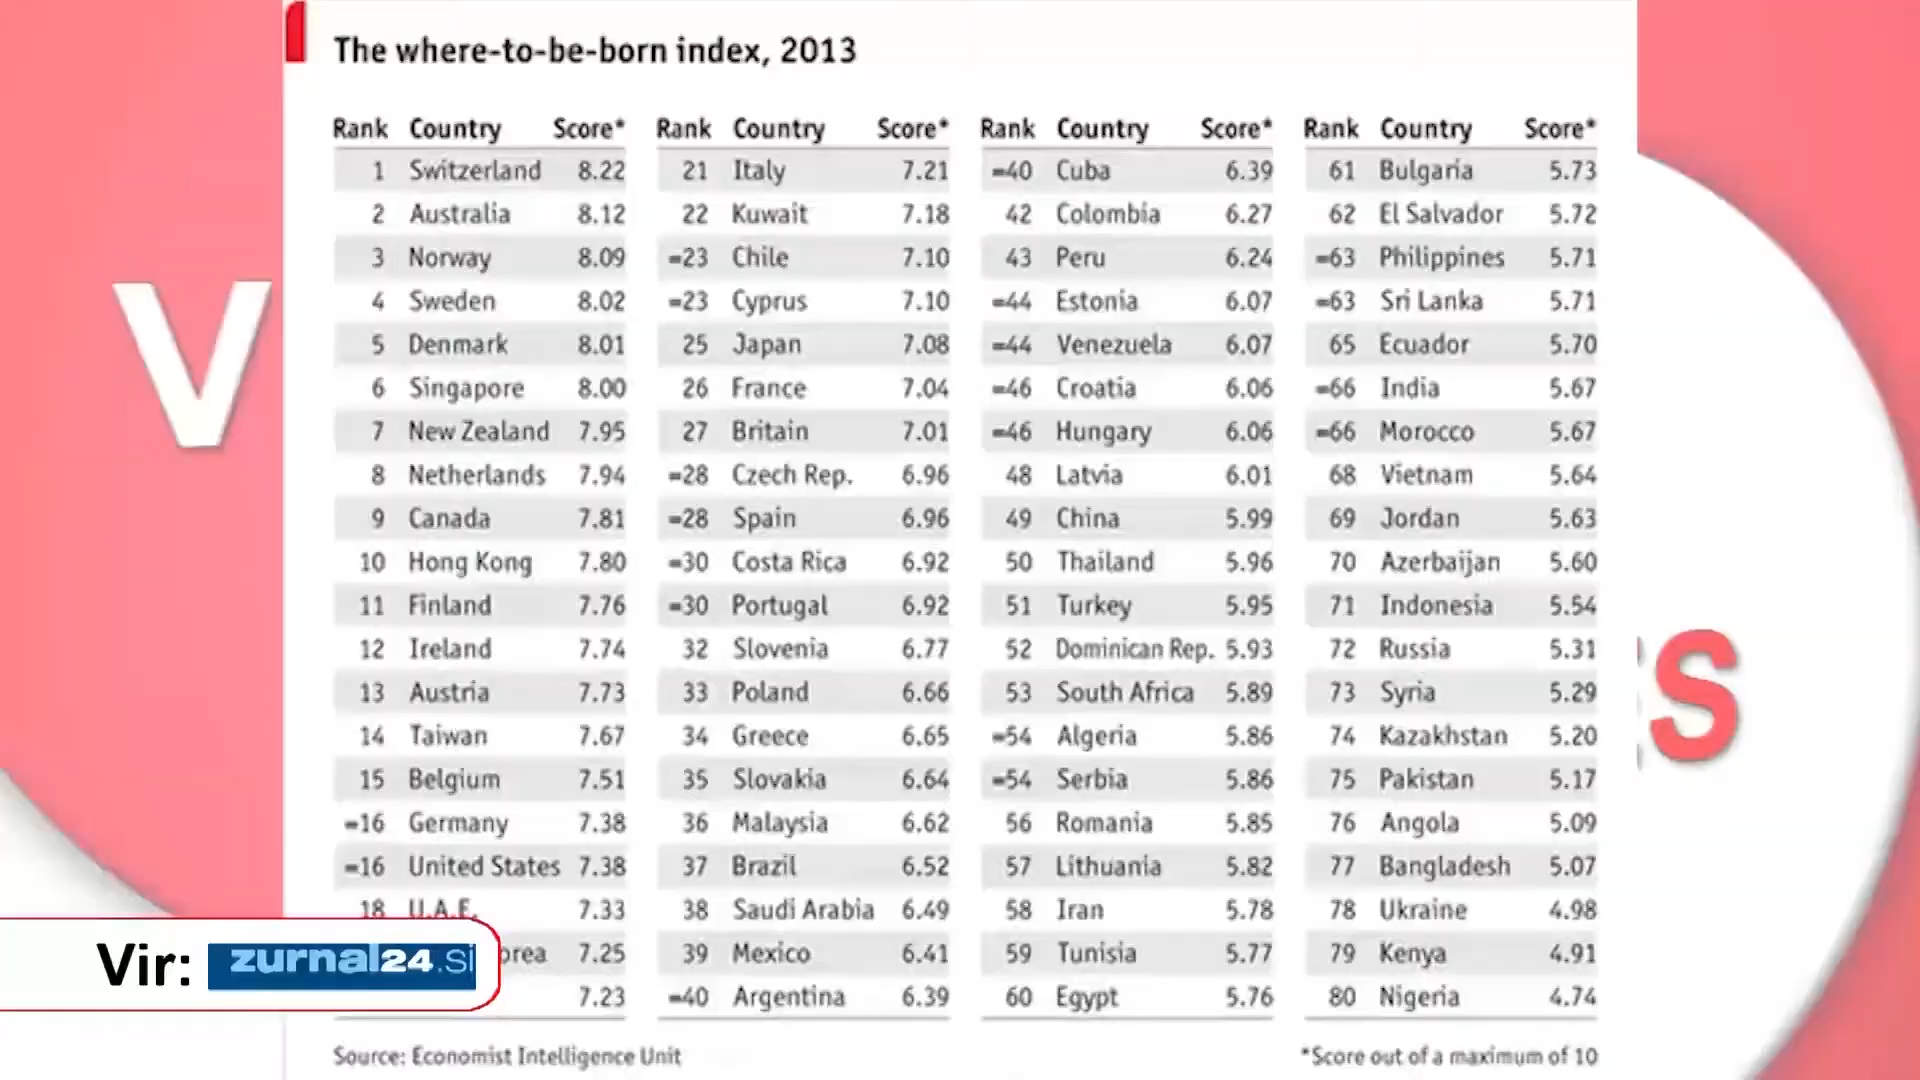 The where-to-be-born index, 2013
Rank Country Score* Rank Country Score* Rank Country Score* Rank Country Score*
1 Switzerland 8.22 21 Italy 7.21 =40 Cuba 6.39 61 Bulgaria 5.73
2 Australia 8.12 22 Kuwait 7.18 42 Colombia 6.27 62 El Salvador 5.72
3 Norway 8.09 =23 Chile 7.10 43 Peru 6.24 =63 Philippines 5.71
4 Sweden 8.02 =23 Cyprus 7.10 =44 Estonia 6.07 =63 Sri Lanka 5.71
5 Denmark 8.01 25 Japan 7.08 =44 Venezuela 6.07 65 Ecuador 5.70
6 Singapore 8.00 26 France 7.04 =46 Croatia 6.06 =66 India 5.67
7 New Zealand 7.95 27 Britain 7.01 =46 Hungary 6.06 =66 Morocco 5.67
8 Netherlands 7.94 =28 Czech Rep. 6.96 48 Latvia 6.01 68 Vietnam 5.64
9 Canada 7.81 =28 Spain 6.96 49 China 5.99 69 Jordan 5.63
10 Hong Kong 7.80 =30 Costa Rica 6.92 50 Thailand 5.96 70 Azerbaijan 5.60
11 Finland 7.76 =30 Portugal 6.92 51 Turkey 5.95 71 Indonesia 5.54
12 Ireland 7.74 32 Slovenia 6.77 52 Dominican Rep. 5.93 72 Russia 5.31
13 Austria 7.73 33 Poland 6.66 53 South Africa 5.89 73 Syria 5.29
14 Taiwan 7.67 34 Greece 6.65 =54 Algeria 5.86 74 Kazakhstan 5.20
15 Belgium 7.51 35 Slovakia 6.64 =54 Serbia 5.86 75 Pakistan 5.17
=16 Germany 7.38 36 Malaysia 6.62 56 Romania 5.85 76 Angola 5.09
=16 United States 7.38 37 Brazil 6.52 57 Lithuania 5.82 77 Bangladesh 5.07
18 U.A.E. 7.33 38 Saudi Arabia 6.49 58 Iran 5.78 78 Ukraine 4.98
orea 7.25 39 Mexico 6.41 59 Tunisia 5.77 79 Kenya 4.91
7.23 =40 Argentina 6.39 60 Egypt 5.76 80 Nigeria 4.74
Source: Economist Intelligence Unit *Score out of a maximum of 10
Vir: zurnal24.si
V
S